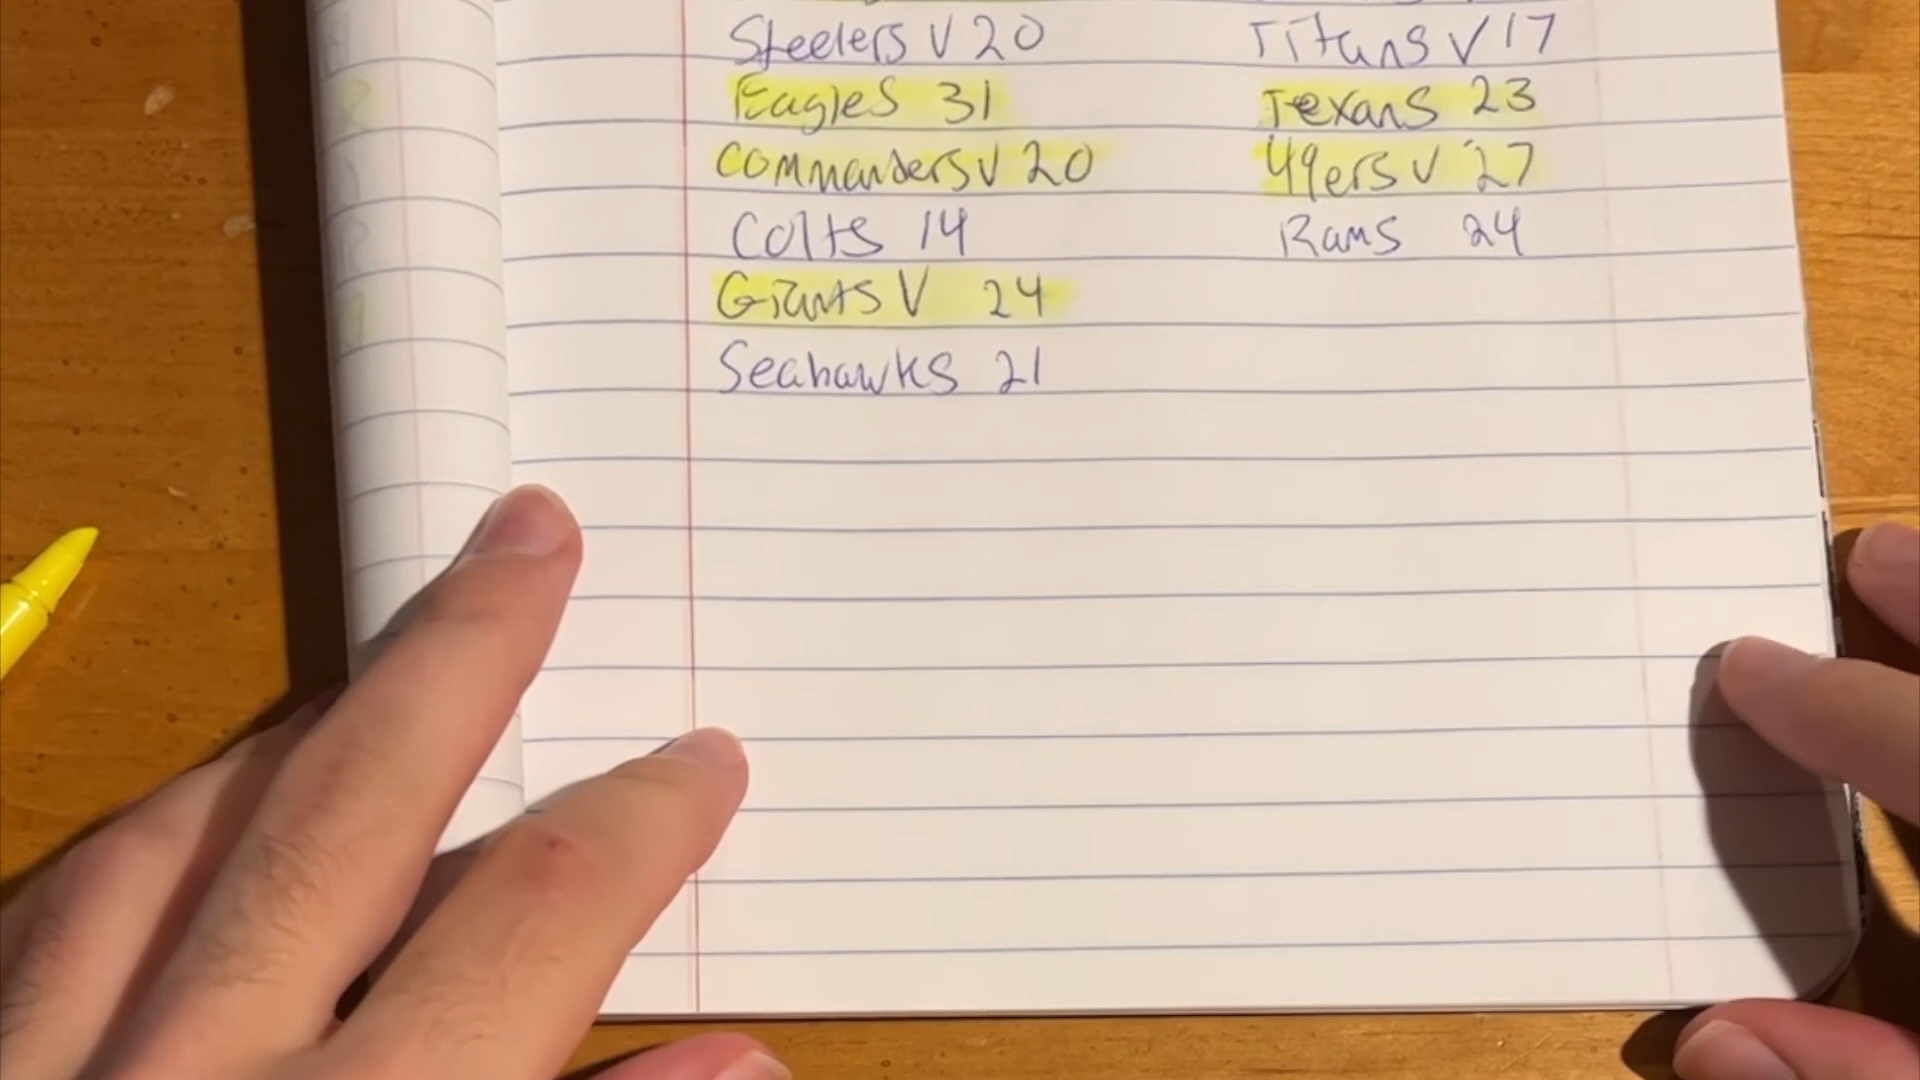 Steelers V 20
Eagles 31
Commanders V 20
Colts 14
Giants V 24
Seahawks 21
Titans V 17
Texans 23
49ers V 27
Rams 24